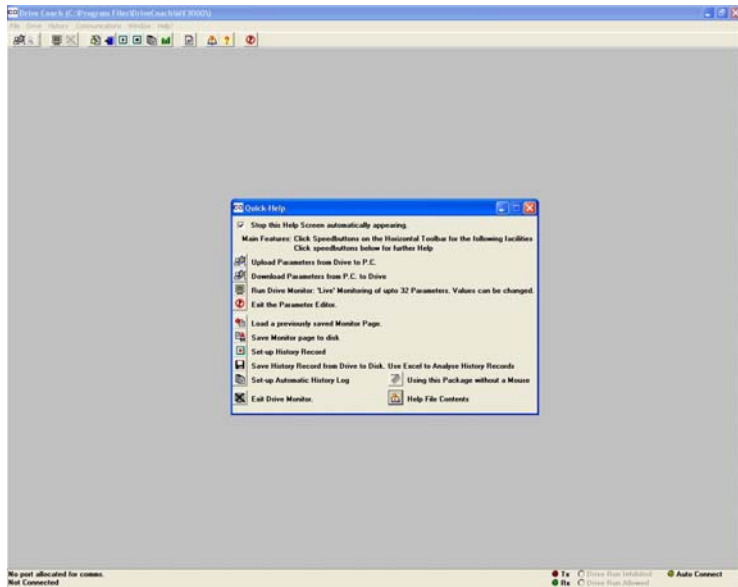 Drive Coach (C:\Program Files\DriveCoach\MV3000\)
File Drive History Communications Window Help!
Quick-Help
Stop this Help Screen automatically appearing.
Main Features: Click Speedbuttons on the Horizontal Toolbar for the following facilities
Click speedbuttons below for further Help
Upload Parameters from Drive to P.C.
Download Parameters from P.C. to Drive
Run Drive Monitor: 'Live' Monitoring of upto 32 Parameters, Values can be changed.
Exit the Parameter Editor.
Load a previously saved Monitor Page.
Save Monitor page to disk
Set-up History Record
Save History Record from Drive to Disk. Use Excel to Analyse History Records
Set-up Automatic History Log Using this Package without a Mouse
Exit Drive Monitor. Help File Contents
No port allocated for comms. Tx Drive Run Inhibited Auto Connect
Not Connected Rx Drive Run Allowed